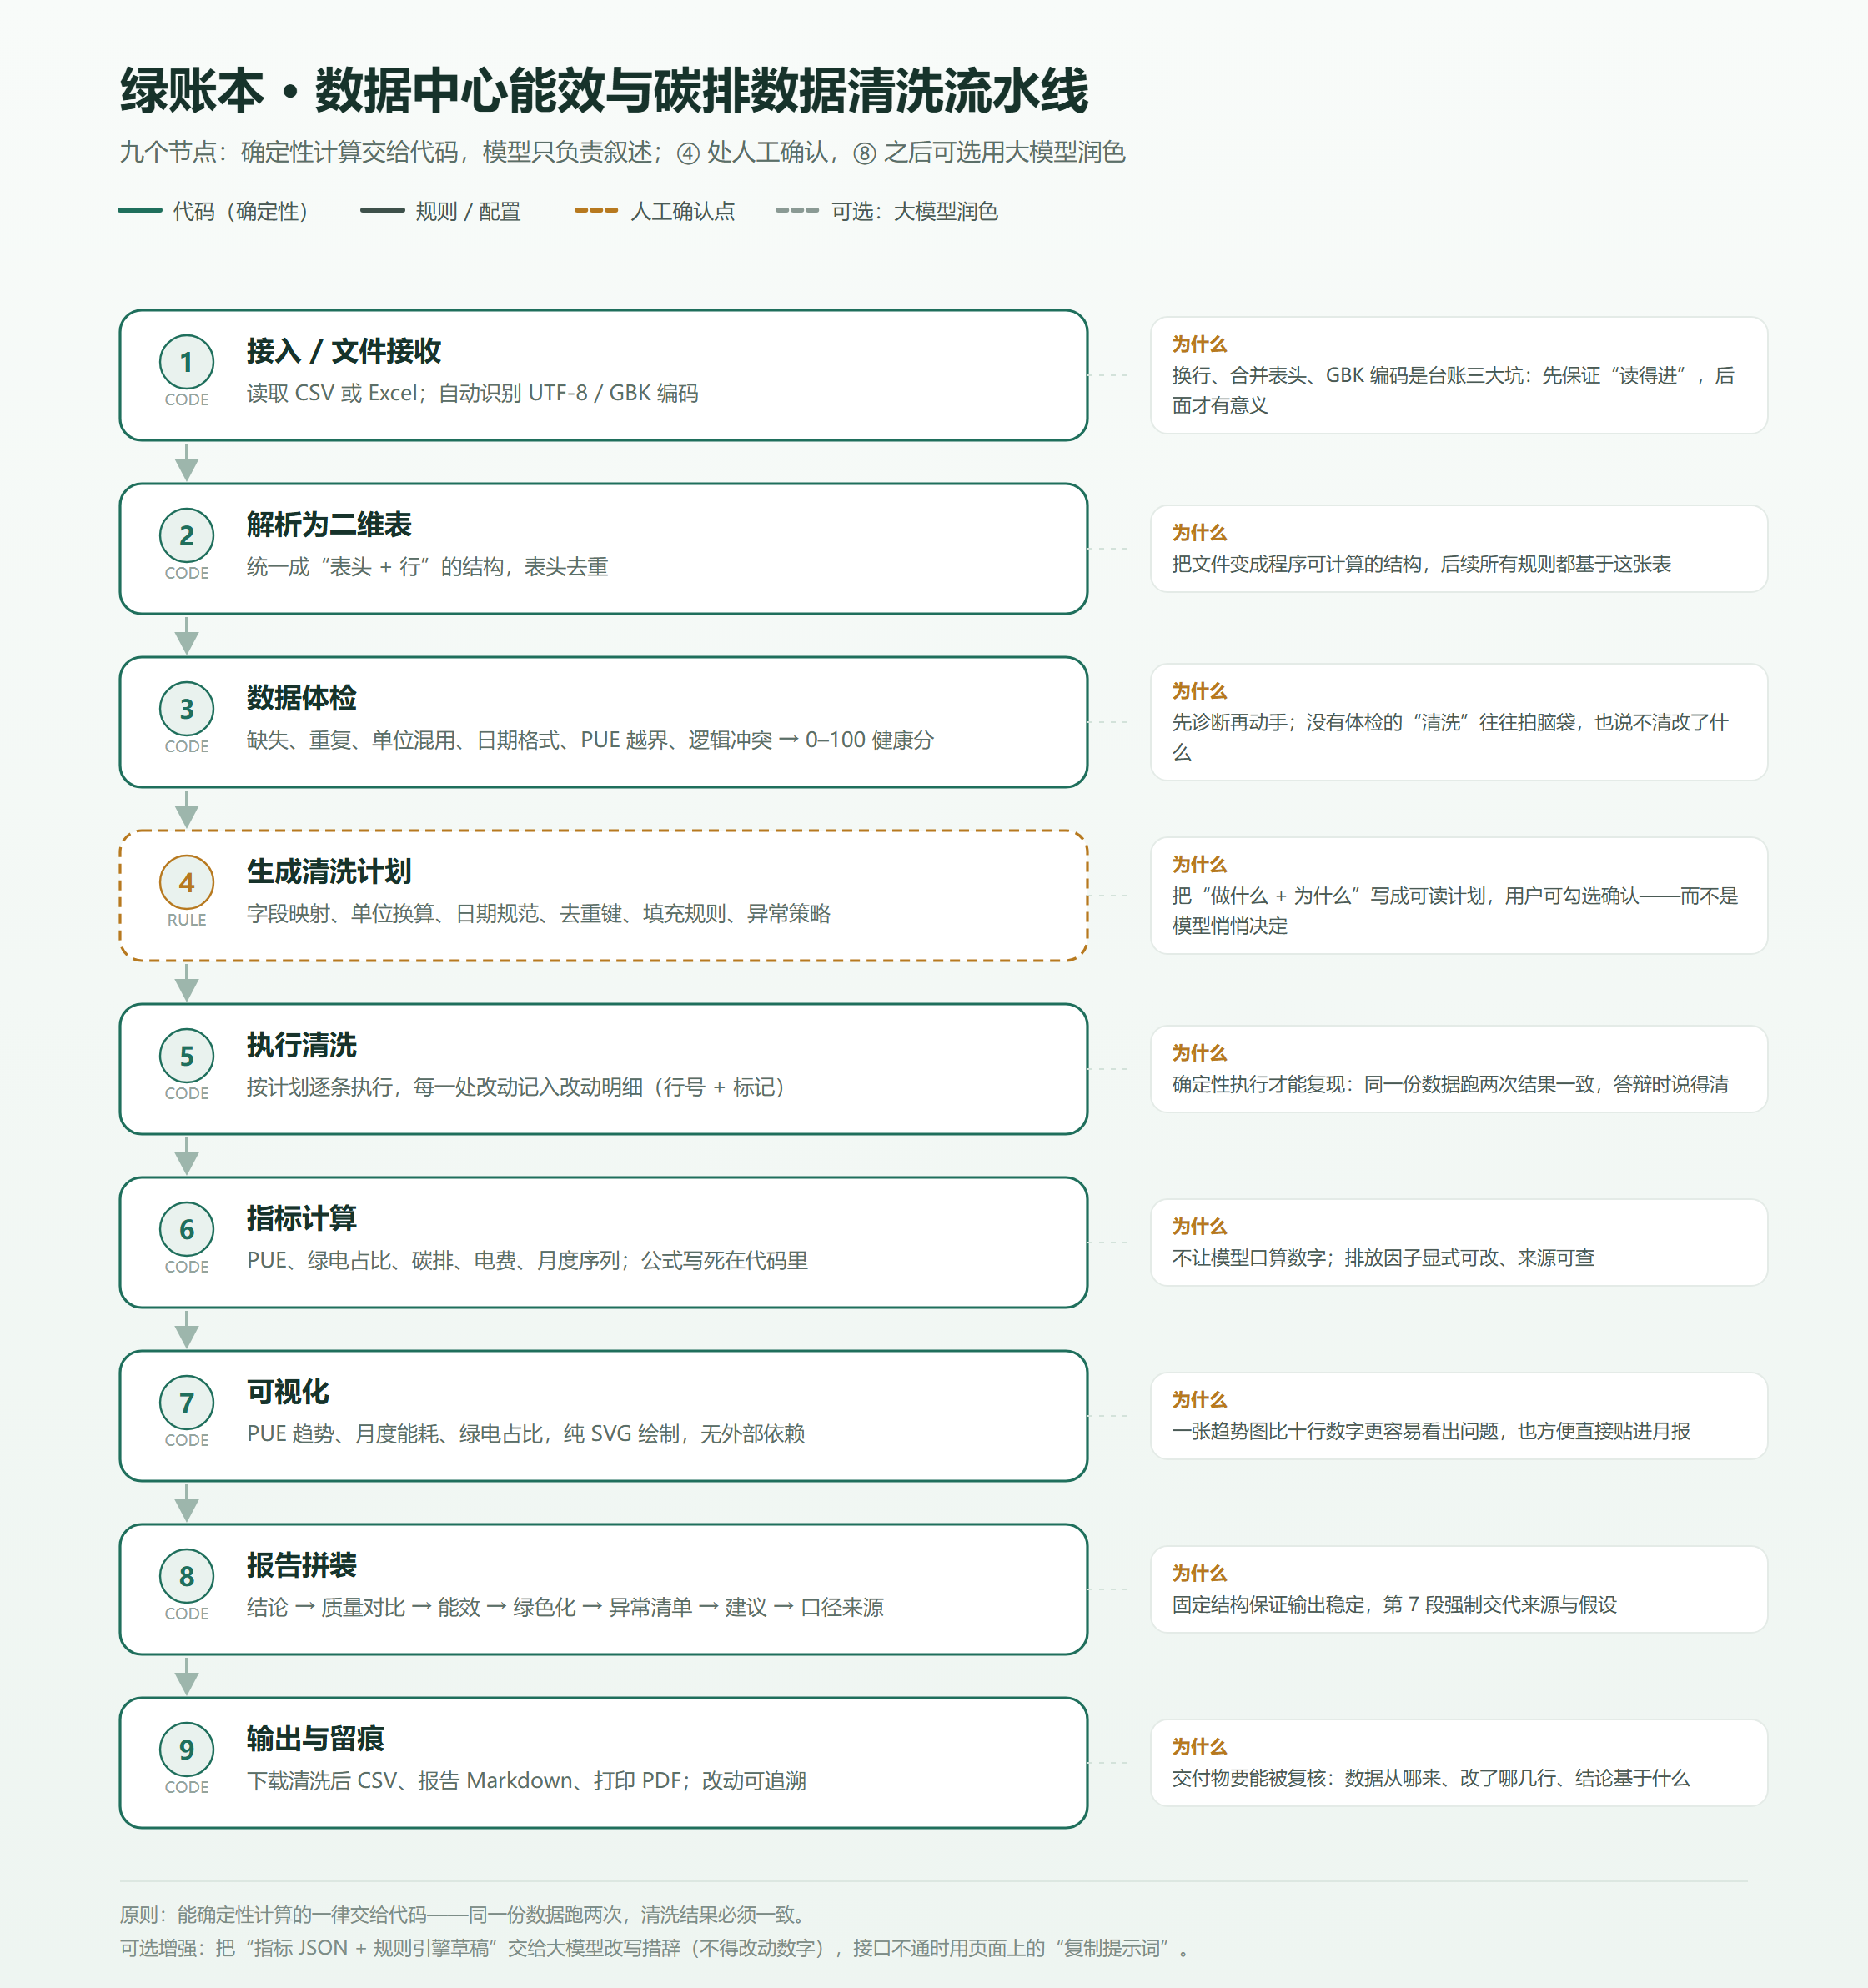 绿账本 · 数据中心能效与碳排数据清洗流水线
九个节点：确定性计算交给代码，模型只负责叙述；④ 处人工确认，⑧ 之后可选用大模型润色
代码（确定性）
规则 / 配置
人工确认点
可选：大模型润色
1
CODE
接入 / 文件接收
读取 CSV 或 Excel；自动识别 UTF-8 / GBK 编码
为什么
换行、合并表头、GBK 编码是台账三大坑：先保证“读得进”，后
面才有意义
2
CODE
解析为二维表
统一成“表头 + 行”的结构，表头去重
为什么
把文件变成程序可计算的结构，后续所有规则都基于这张表
3
CODE
数据体检
缺失、重复、单位混用、日期格式、PUE 越界、逻辑冲突 → 0–100 健康分
为什么
先诊断再动手；没有体检的“清洗”往往拍脑袋，也说不清改了什
么
4
RULE
生成清洗计划
字段映射、单位换算、日期规范、去重键、填充规则、异常策略
为什么
把“做什么 + 为什么”写成可读计划，用户可勾选确认——而不是
模型悄悄决定
5
CODE
执行清洗
按计划逐条执行，每一处改动记入改动明细（行号 + 标记）
为什么
确定性执行才能复现：同一份数据跑两次结果一致，答辩时说得清
6
CODE
指标计算
PUE、绿电占比、碳排、电费、月度序列；公式写死在代码里
为什么
不让模型口算数字；排放因子显式可改、来源可查
7
CODE
可视化
PUE 趋势、月度能耗、绿电占比，纯 SVG 绘制，无外部依赖
为什么
一张趋势图比十行数字更容易看出问题，也方便直接贴进月报
8
CODE
报告拼装
结论 → 质量对比 → 能效 → 绿色化 → 异常清单 → 建议 → 口径来源
为什么
固定结构保证输出稳定，第 7 段强制交代来源与假设
9
CODE
输出与留痕
下载清洗后 CSV、报告 Markdown、打印 PDF；改动可追溯
为什么
交付物要能被复核：数据从哪来、改了哪几行、结论基于什么
原则：能确定性计算的一律交给代码——同一份数据跑两次，清洗结果必须一致。
可选增强：把“指标 JSON + 规则引擎草稿”交给大模型改写措辞（不得改动数字），接口不通时用页面上的“复制提示词”。